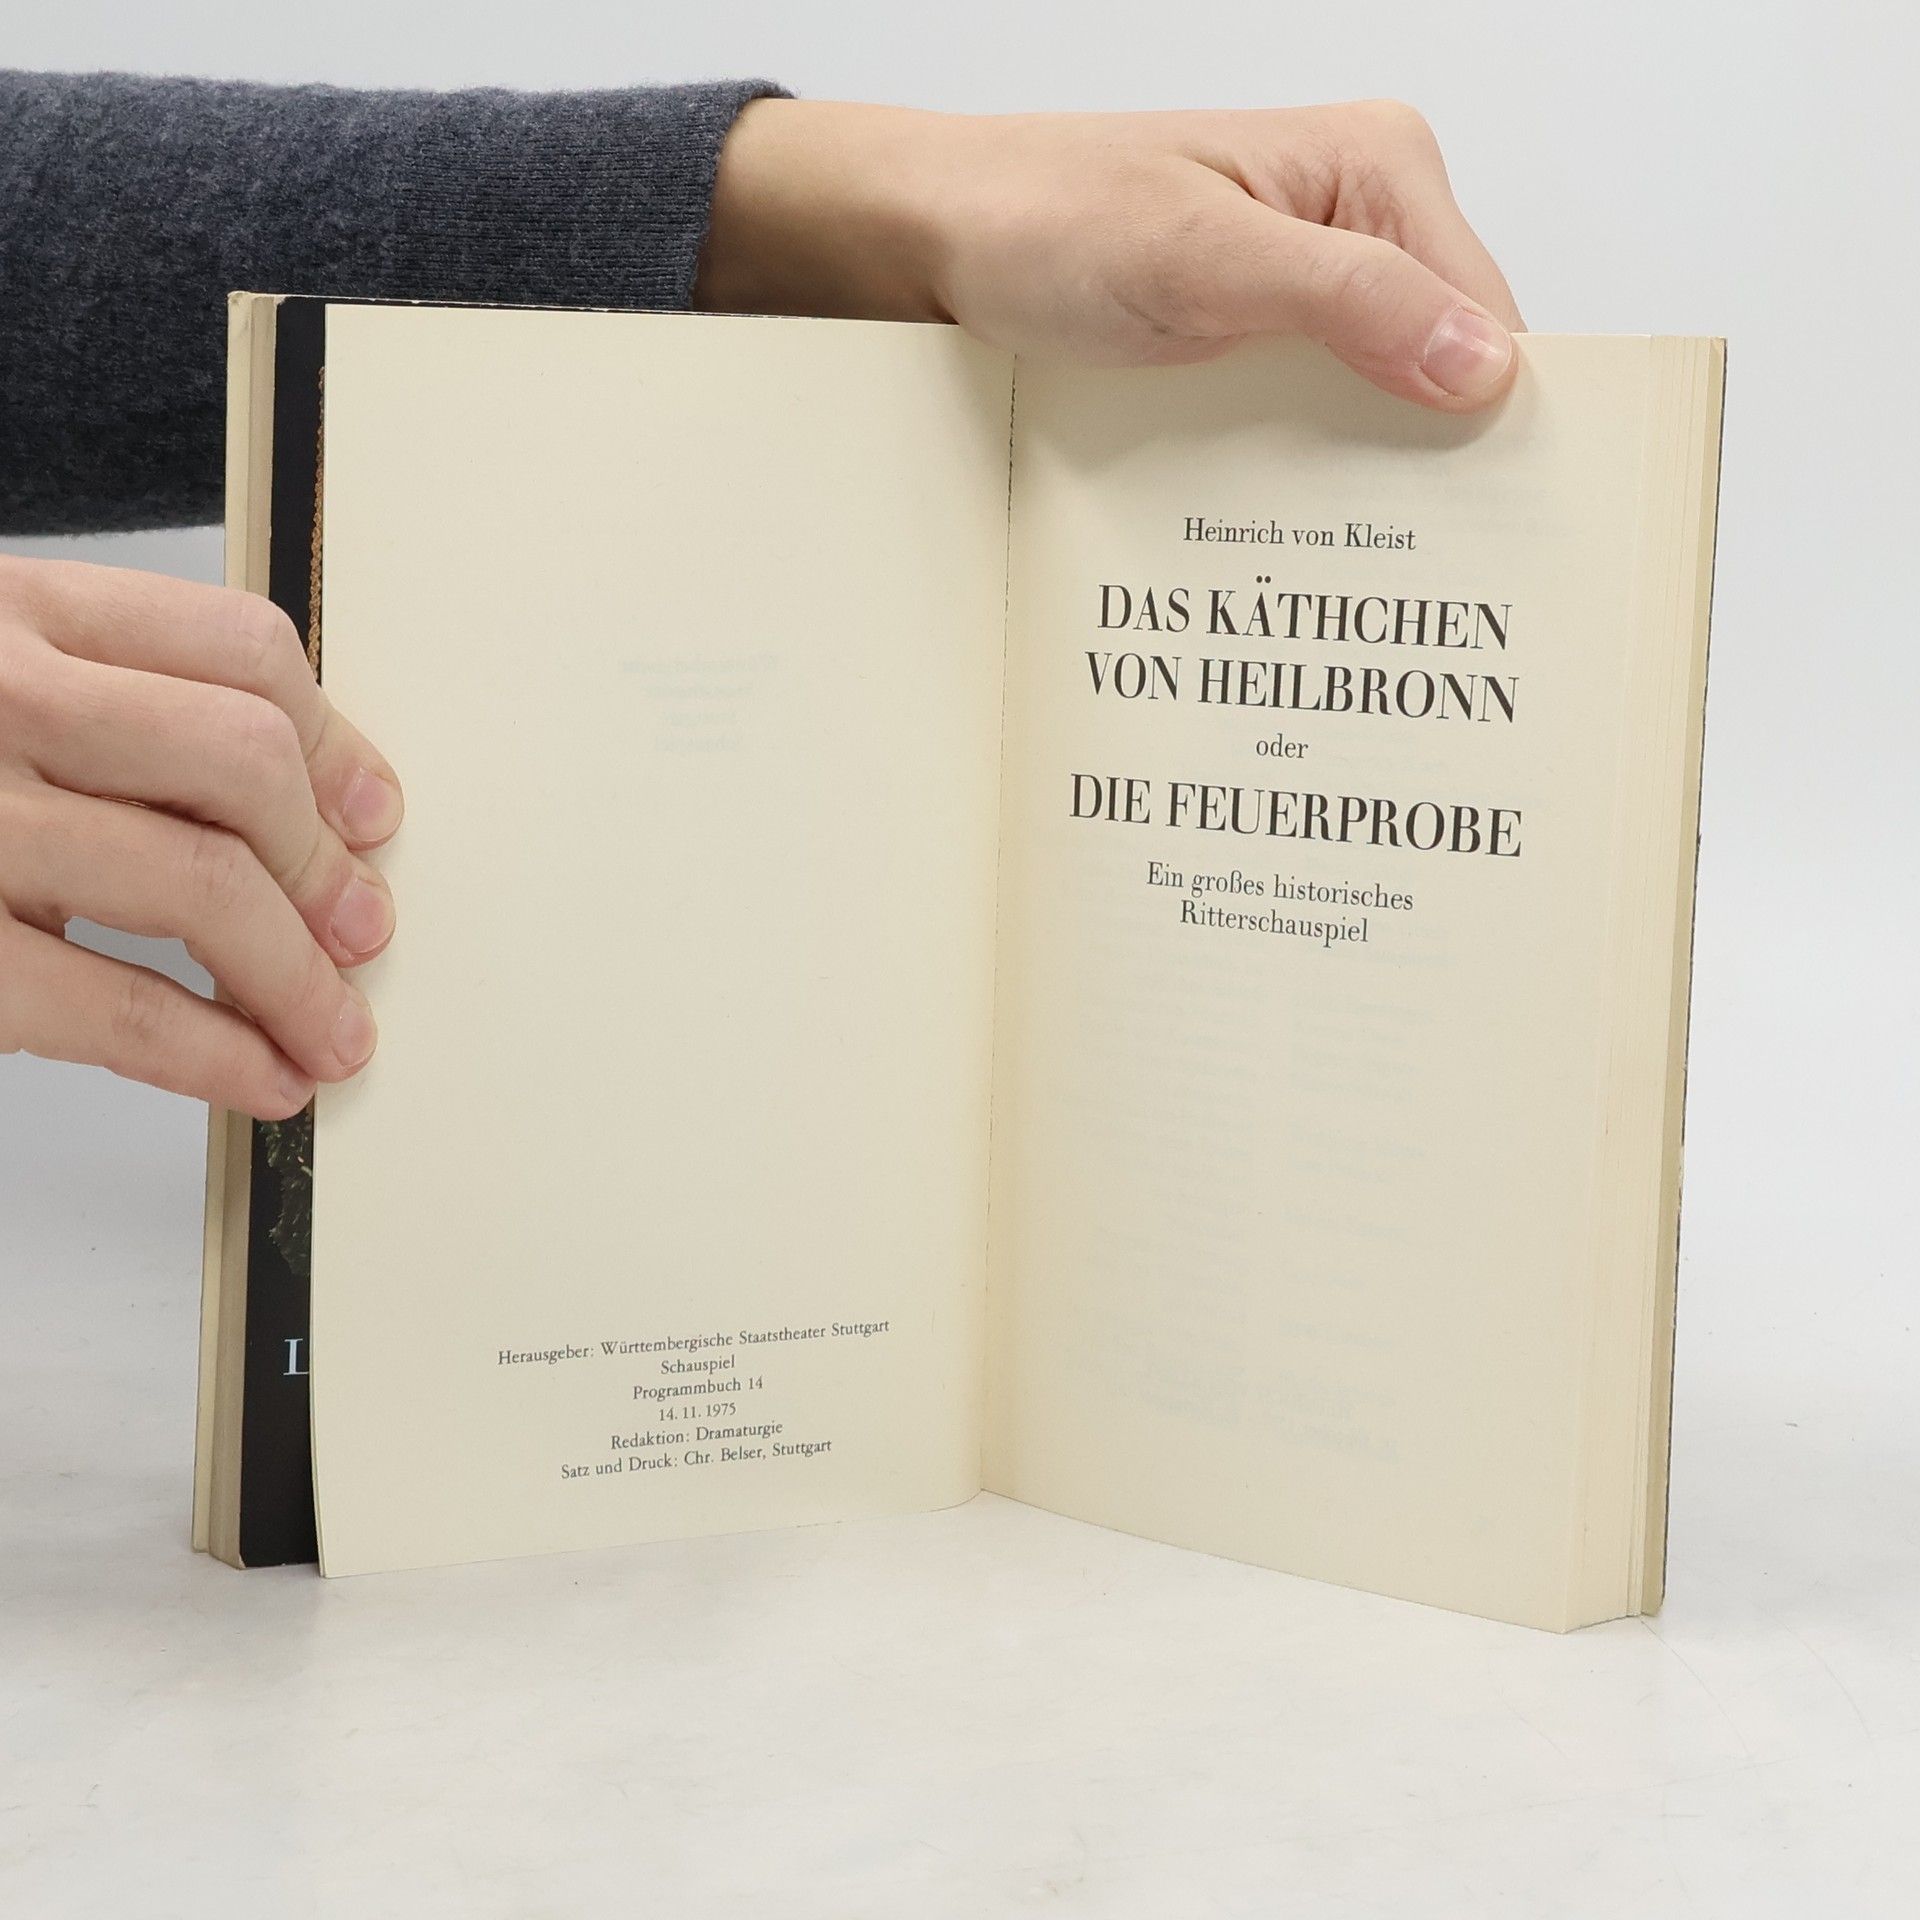 Herausgeber: Württembergische Staatstheater Stuttgart
Schauspiel
Programmbuch 14
14. 11. 1975
Redaktion: Dramaturgie
Satz und Druck: Chr. Belser, Stuttgart
Heinrich von Kleist
DAS KÄTHCHEN
VON HEILBRONN
oder
DIE FEUERPROBE
Ein großes historisches
Ritterschauspiel